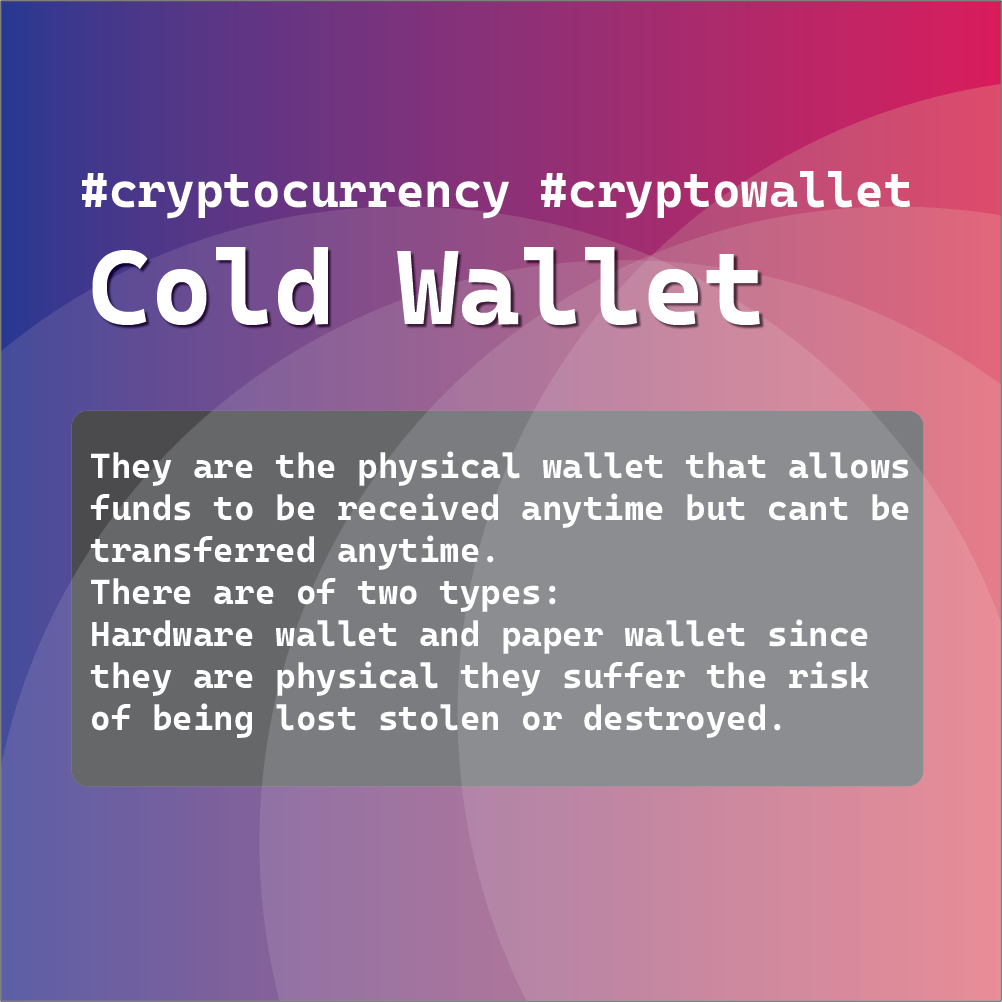 #cryptocurrency #cryptowallet
Cold Wallet
They are the physical wallet that allows
funds to be received anytime but cant be
transferred anytime.
There are of two types:
Hardware wallet and paper wallet since
they are physical they suffer the risk
of being lost stolen or destroyed.